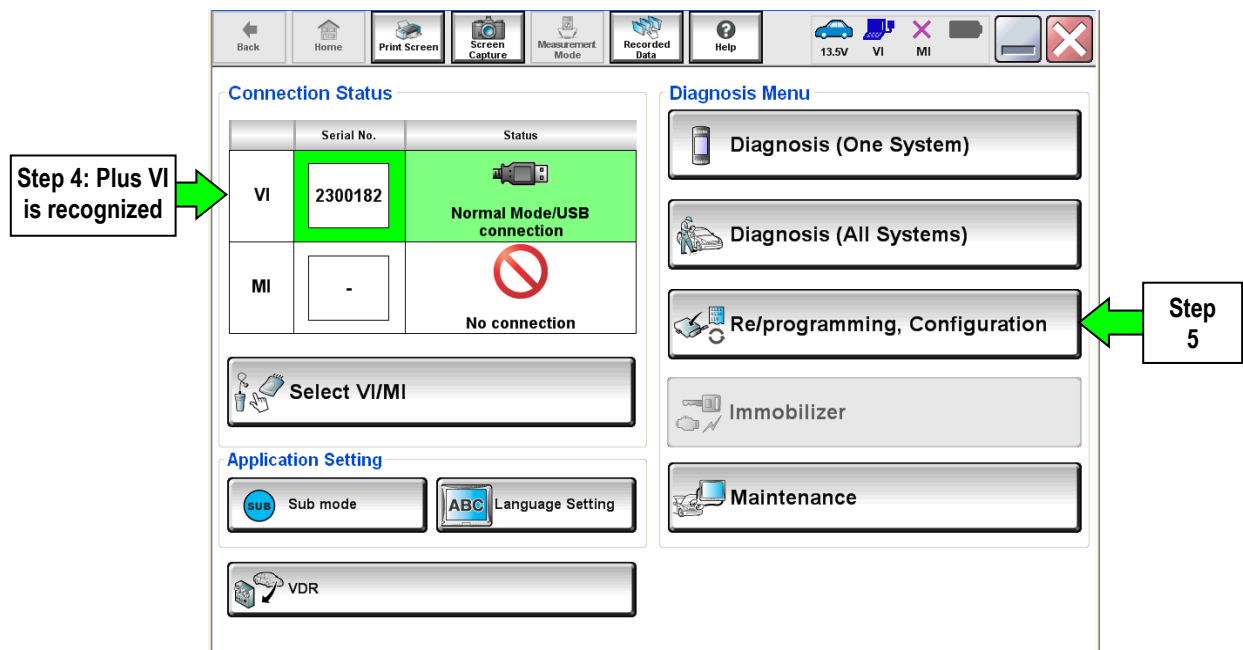 Back
Home
Print Screen
Screen
Capture
Measurement
Mode
Recorded
Data
Help
13.5V
VI
MI
Connection Status
Serial No.
Status
VI
2300182
Normal Mode/USB
connection
MI
-
No connection
Select VI/MI
Application Setting
SUB
Sub mode
ABC
Language Setting
VDR
Diagnosis Menu
Diagnosis (One System)
Diagnosis (All Systems)
Re/programming, Configuration
Immobilizer
Maintenance
Step 4: Plus VI
is recognized
Step
5